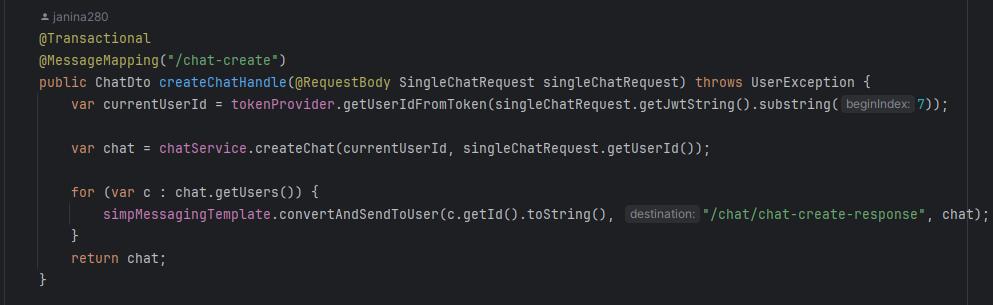 janina280
@Transactional
@MessageMapping("/chat-create")
public ChatDto createChatHandle(@RequestBody SingleChatRequest singleChatRequest) throws UserException {
    var currentUserId = tokenProvider.getUserIdFromToken(singleChatRequest.getJwtString().substring( beginIndex: 7));

    var chat = chatService.createChat(currentUserId, singleChatRequest.getUserId());

    for (var c : chat.getUsers()) {
        simpMessagingTemplate.convertAndSendToUser(c.getId().toString(), destination: "/chat/chat-create-response", chat);
    }
    return chat;
}